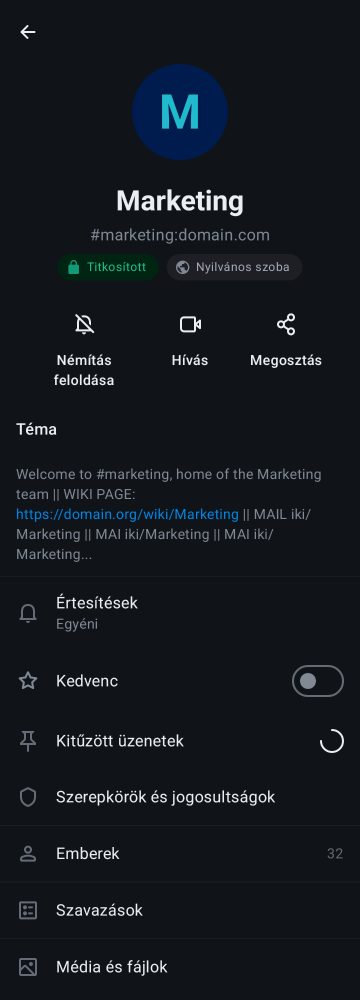 M
Marketing
#marketing:domain.com
Titkosított
Nyilvános szoba
Némítás
feloldása
Hívás
Megosztás
Téma
Welcome to #marketing, home of the Marketing
team || WIKI PAGE:
https://domain.org/wiki/Marketing || MAIL iki/
Marketing || MAI iki/Marketing || MAI iki/
Marketing...
Értesítések
Egyéni
Kedvenc
Kitűzött üzenetek
Szerepkörök és jogosultságok
Emberek
32
Szavazások
Média és fájlok